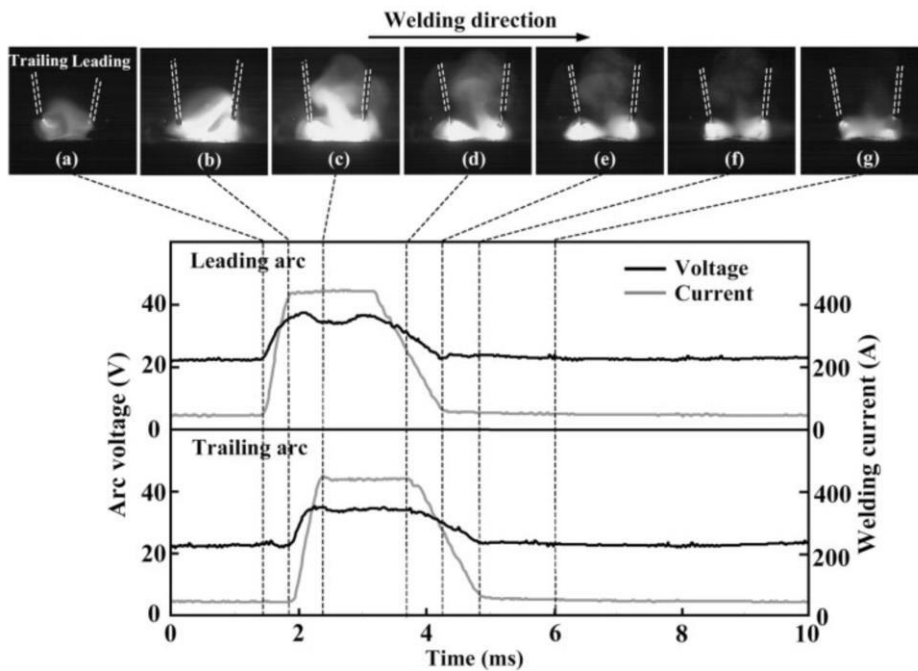 Welding direction
Trailing Leading
(a) (b) (c) (d) (e) (f) (g)
Leading arc
Voltage
Current
40
20
0
400
200
0
Trailing arc
40
20
0
400
200
0
Arc voltage (V)
Welding current (A)
0 2 4 6 8 10
Time (ms)